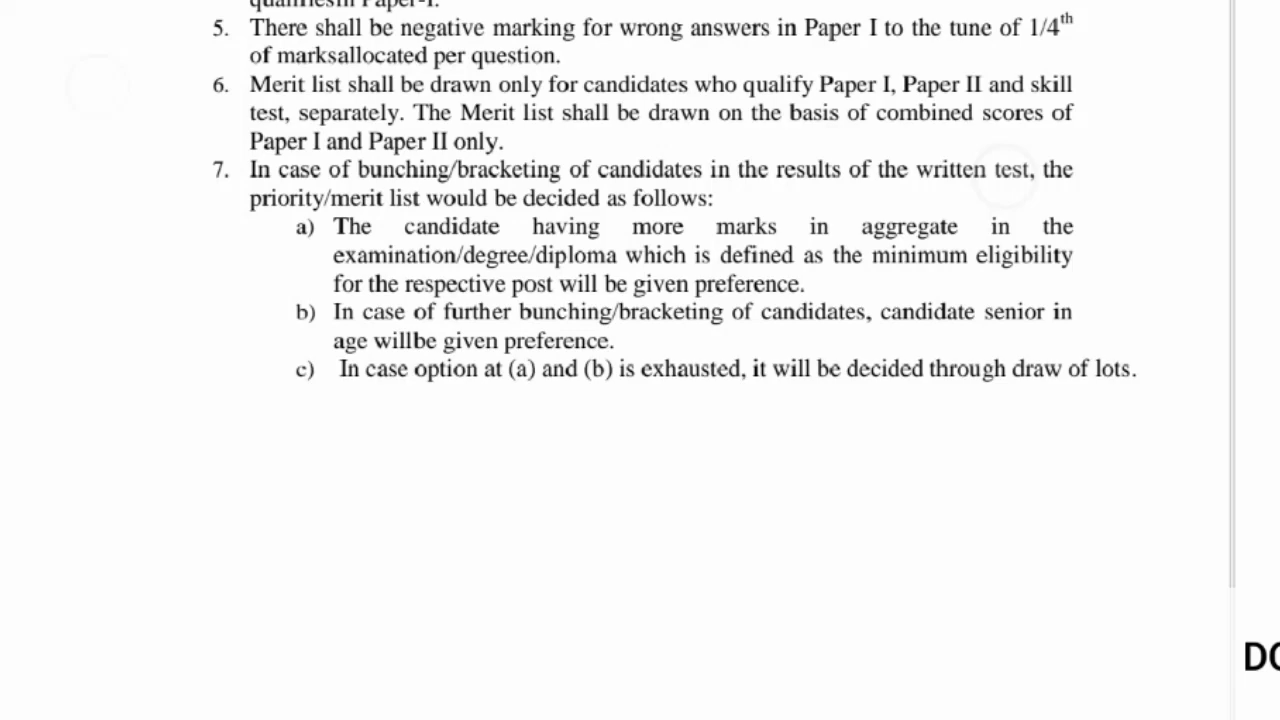 5. There shall be negative marking for wrong answers in Paper I to the tune of 1/4th
of marksallocated per question.
6. Merit list shall be drawn only for candidates who qualify Paper I, Paper II and skill
test, separately. The Merit list shall be drawn on the basis of combined scores of
Paper I and Paper II only.
7. In case of bunching/bracketing of candidates in the results of the written test, the
priority/merit list would be decided as follows:
a) The candidate having more marks in aggregate in the
examination/degree/diploma which is defined as the minimum eligibility
for the respective post will be given preference.
b) In case of further bunching/bracketing of candidates, candidate senior in
age willbe given preference.
c) In case option at (a) and (b) is exhausted, it will be decided through draw of lots.